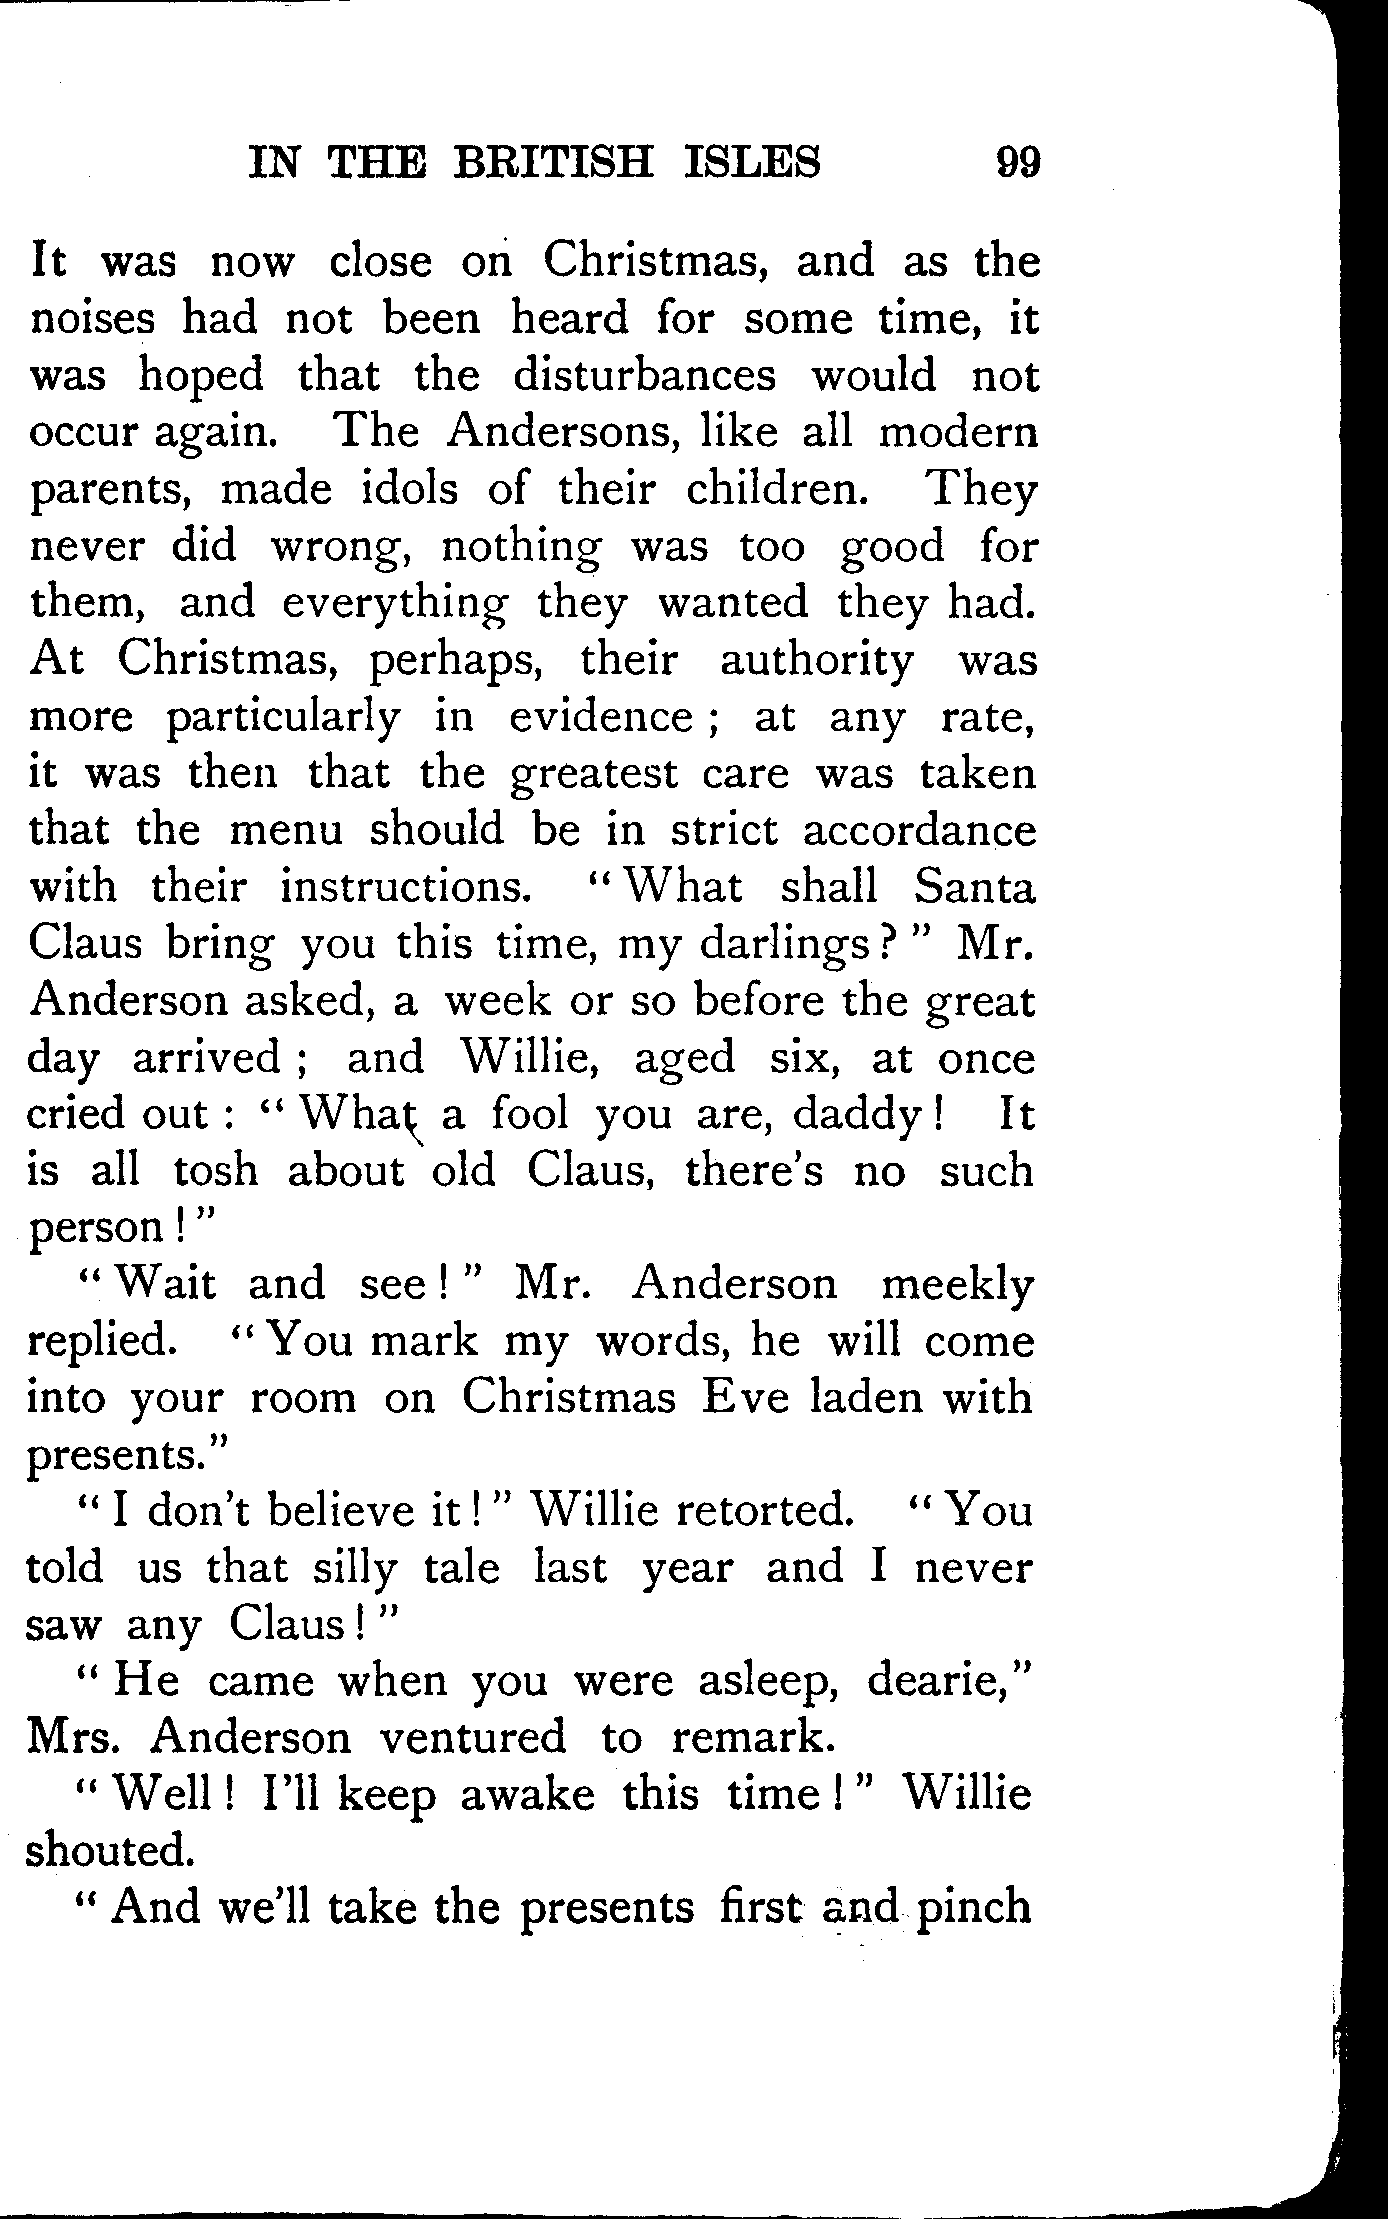 IN THE BRITISH ISLES 99
It was now close on Christmas, and as the
noises had not been heard for some time, it
was hoped that the disturbances would not
occur again. The Andersons, like all modern
parents, made idols of their children. They
never did wrong, nothing was too good for
them, and everything they wanted they had.
At Christmas, perhaps, their authority was
more particularly in evidence ; at any rate,
it was then that the greatest care was taken
that the menu should be in strict accordance
with their instructions. “ What shall Santa
Claus bring you this time, my darlings ? ” Mr.
Anderson asked, a week or so before the great
day arrived ; and Willie, aged six, at once
cried out : “ What a fool you are, daddy ! It
is all tosh about old Claus, there's no such
person ! ”
“ Wait and see ! ” Mr. Anderson meekly
replied. “ You mark my words, he will come
into your room on Christmas Eve laden with
presents.”
“ I don't believe it ! ” Willie retorted. “ You
told us that silly tale last year and I never
saw any Claus ! ”
“ He came when you were asleep, dearie,”
Mrs. Anderson ventured to remark.
“ Well ! I'll keep awake this time ! ” Willie
shouted.
“ And we'll take the presents first and pinch